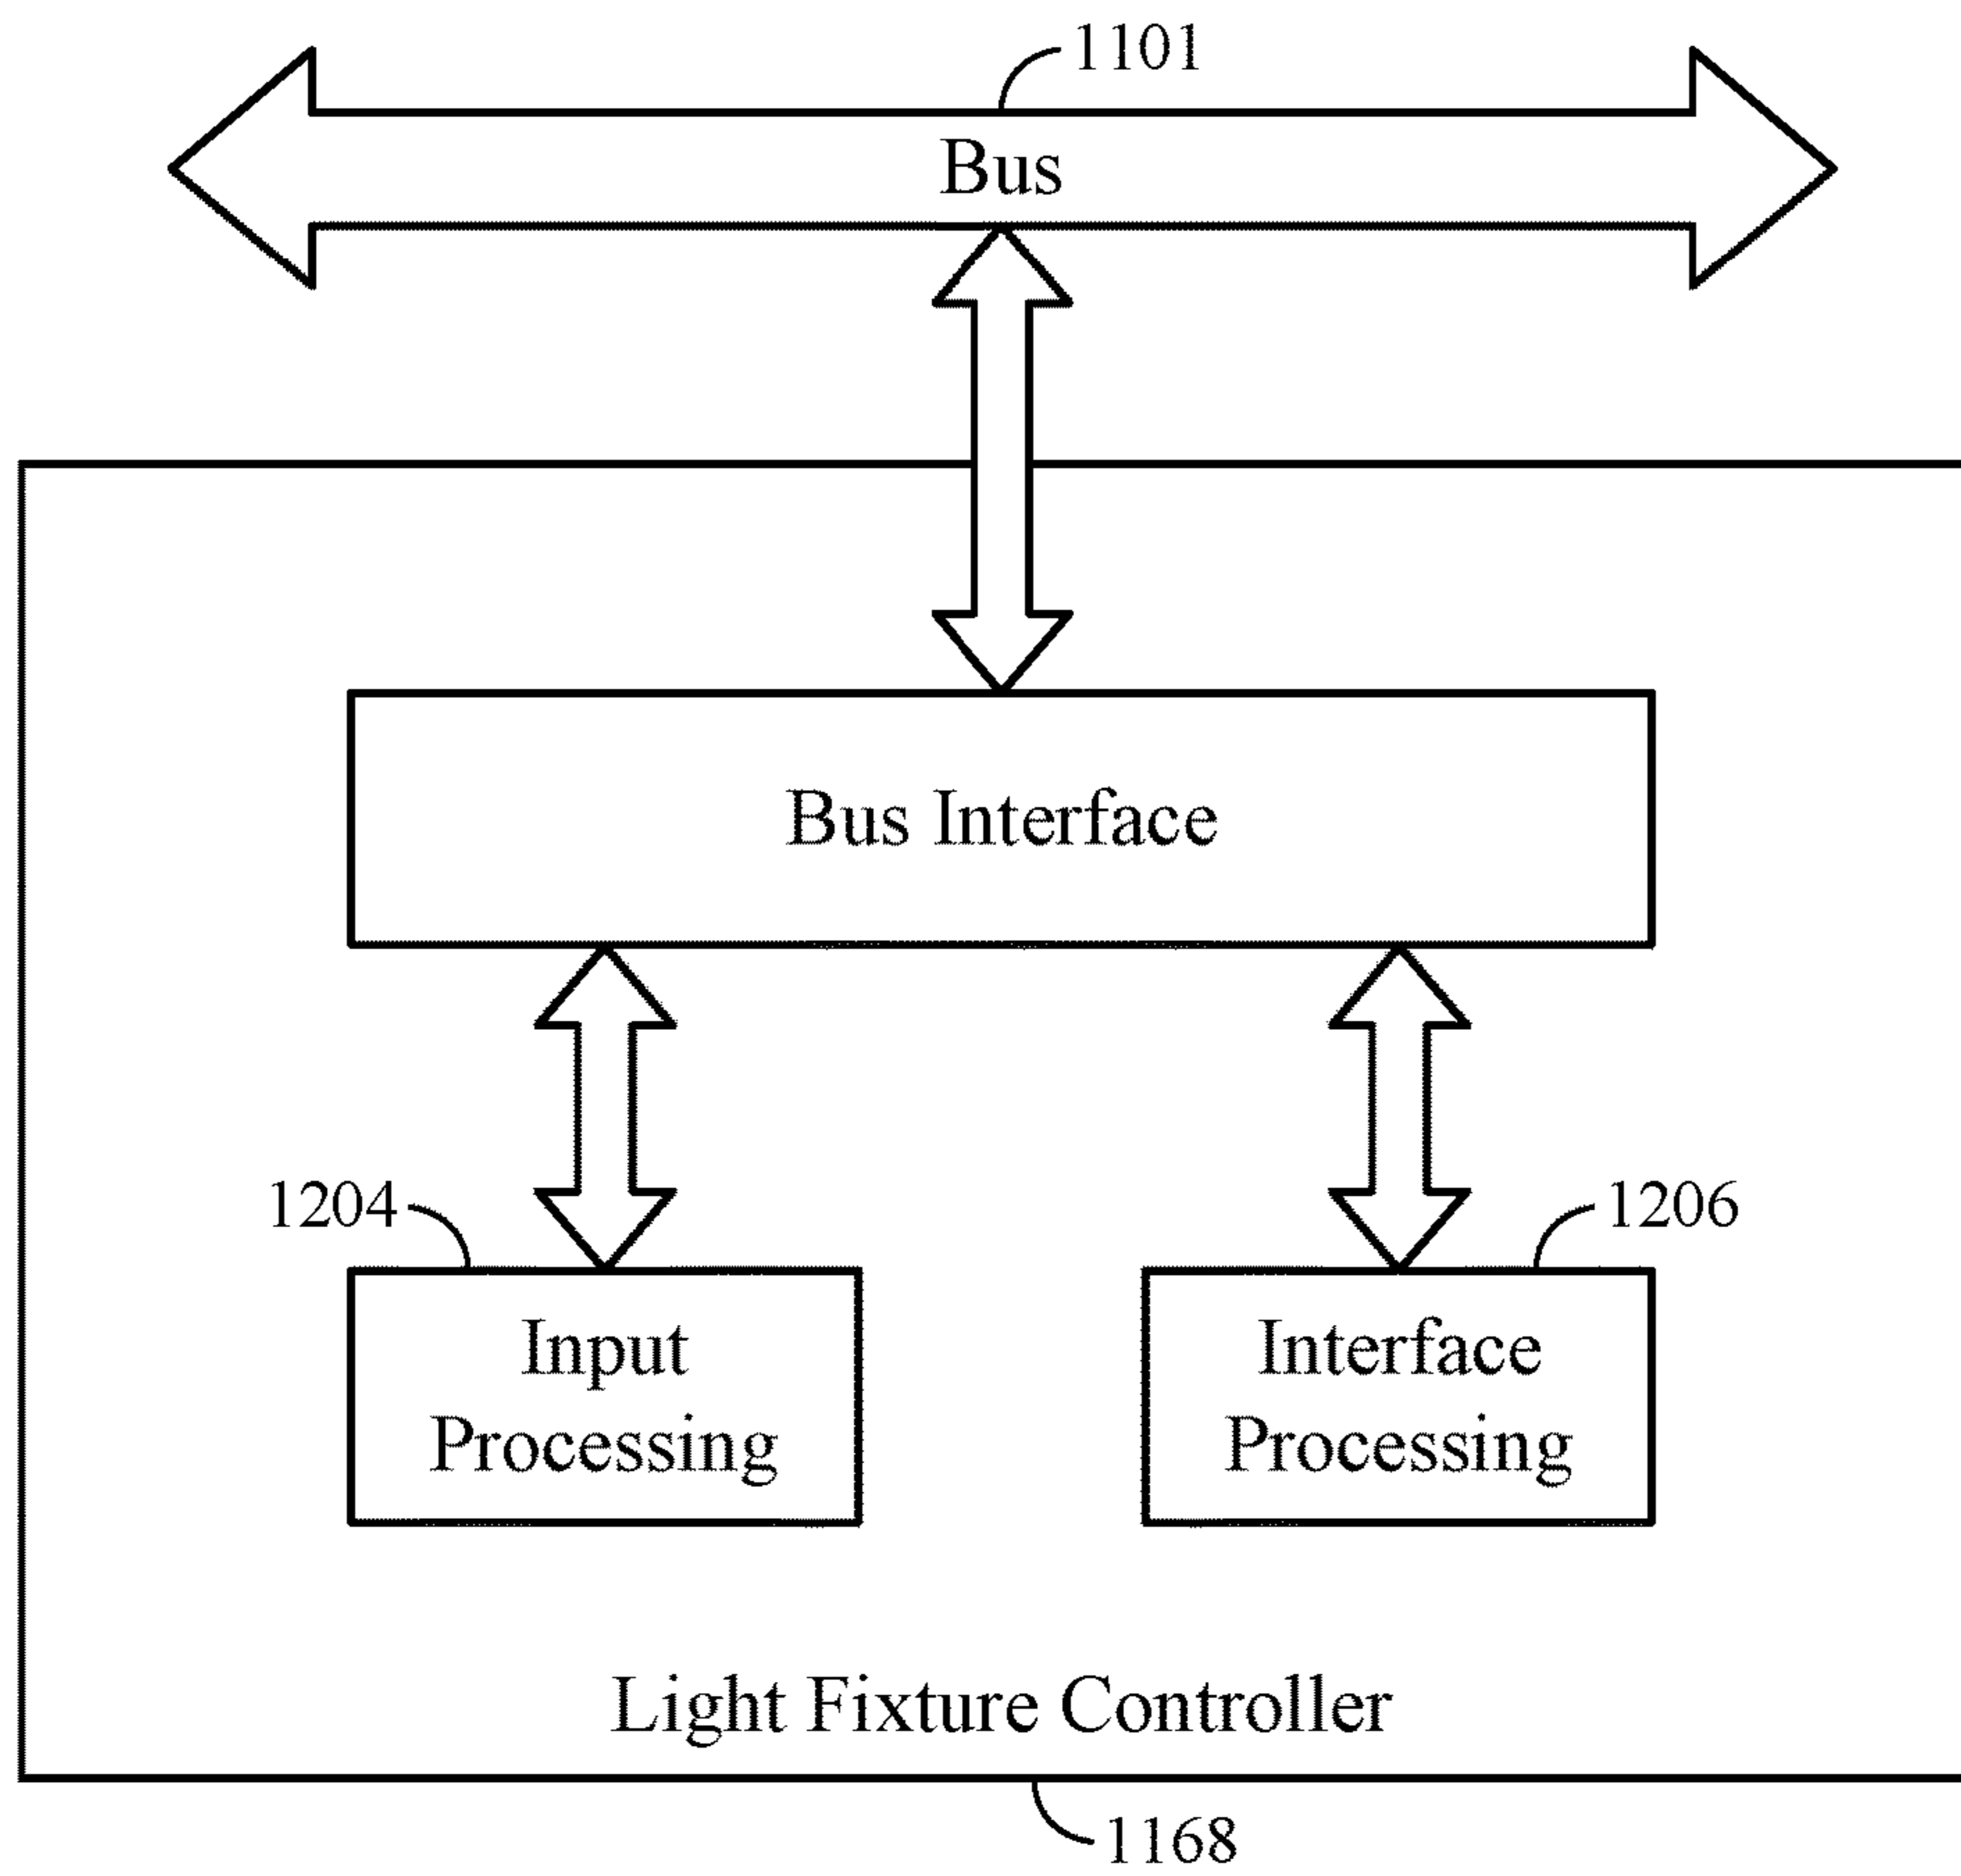 1101
Bus
Bus Interface
1204
1206
Input
Processing
Interface
Processing
Light Fixture Controller
1168